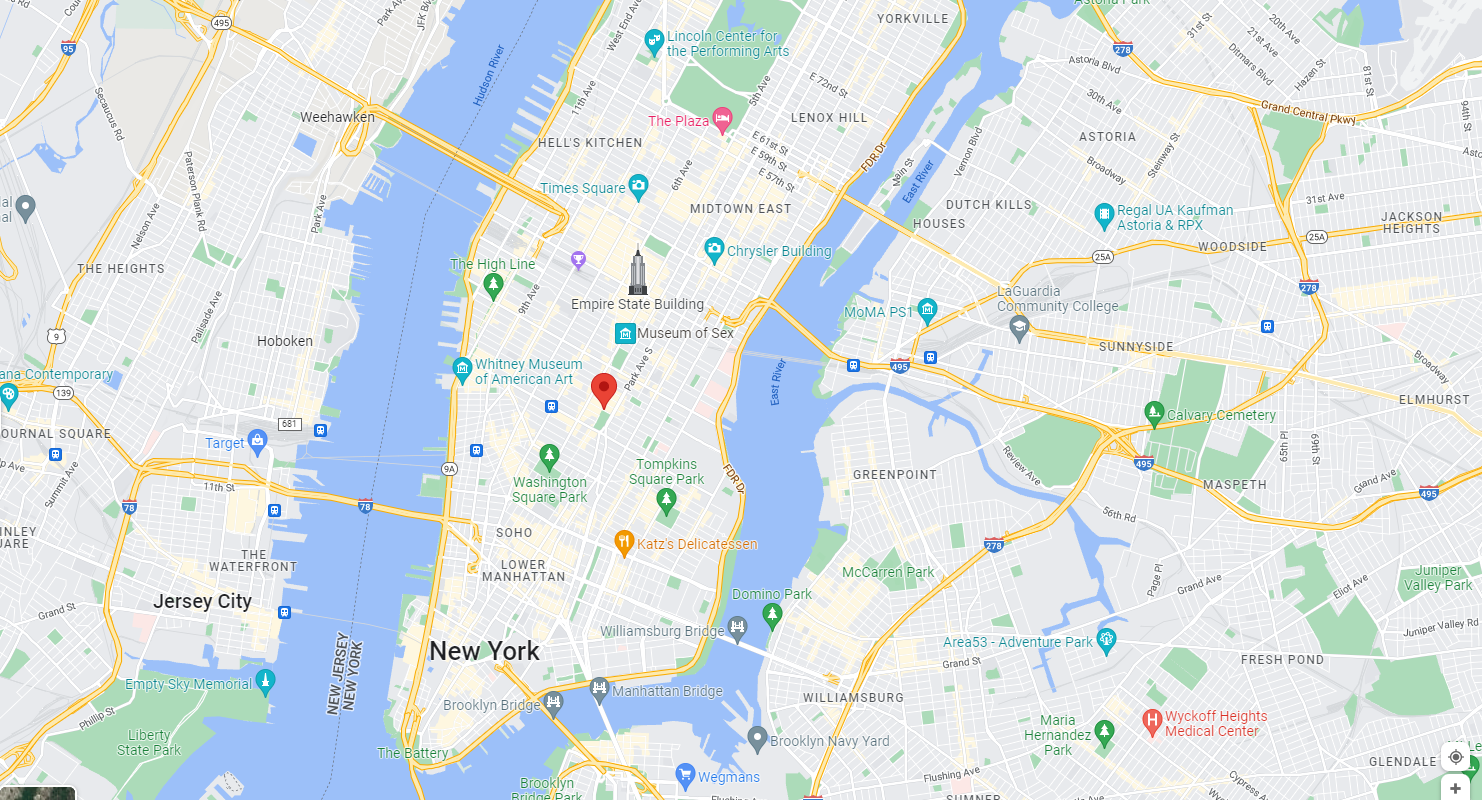 495
95
Park Ave
JFK Blv
West End Ave
Lincoln Center for
the Performing Arts
YORKVILLE
Astoria Park
278
31st St
20th Ave
21st Ave
Ditmars Blvd
Hazen St
81st St
94th St
Hudson River
Secaucus Rd
Weehawken
11th Ave
5th Ave
E 72nd St
The Plaza
LENOX HILL
Astoria Blvd
30th Ave
Grand Central Pkwy
HELL'S KITCHEN
E 61st St
E 59th St
E 57th St
FDR Dr
Main St
East River
Vernon Blvd
ASTORIA
Broadway
Steinway St
Paterson Plank Rd
Nelson Ave
Park Ave
Times Square
6th Ave
MIDTOWN EAST
DUTCH KILLS
HOUSES
Regal UA Kaufman
Astoria & RPX
31st Ave
25A
JACKSON
HEIGHTS
WOODSIDE
25A
THE HEIGHTS
The High Line
Chrysler Building
278
Palisade Ave
9th Ave
Empire State Building
LaGuardia
Community College
MoMA PS1
9
Hoboken
Museum of Sex
SUNNYSIDE
Park Ave S
Whitney Museum
of American Art
East River
495
Broadway
ana Contemporary
139
ELMHURST
Calvary Cemetery
681
OURNAL SQUARE
Target
65th Pl
69th St
9A
Summit Ave
Washington
Square Park
Tompkins
Square Park
FDR Dr
GREENPOINT
Review Ave
495
MASPETH
Grand Ave
495
11th St
78
78
56th Rd
SOHO
Katz's Delicatessen
278
THE
WATERFRONT
LOWER
MANHATTAN
McCarren Park
Page Pl
Grand Ave
Eliot Ave
Juniper
Valley Park
Jersey City
Grand St
Domino Park
Williamsburg Bridge
Area53 - Adventure Park
Juniper Valley Rd
New York
NEW JERSEY
NEW YORK
Grand St
FRESH POND
Empty Sky Memorial
Manhattan Bridge
Brooklyn Bridge
WILLIAMSBURG
Phillip St
Liberty
State Park
The Battery
Brooklyn Navy Yard
Maria
Hernandez
Park
Wyckoff Heights
Medical Center
GLENDALE
Wegmans
Flushing Ave
Cypress Ave
Brooklyn
Bridge Park